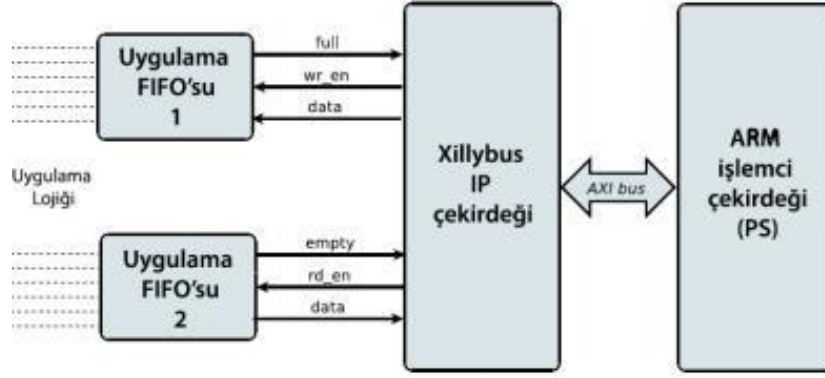 Uygulama
FIFO'su
1
full
wr_en
data
Uygulama
Lojiği
Uygulama
FIFO'su
2
empty
rd_en
data
Xillybus
IP
çekirdeği
AXI bus
ARM
işlemci
çekirdeği
(PS)